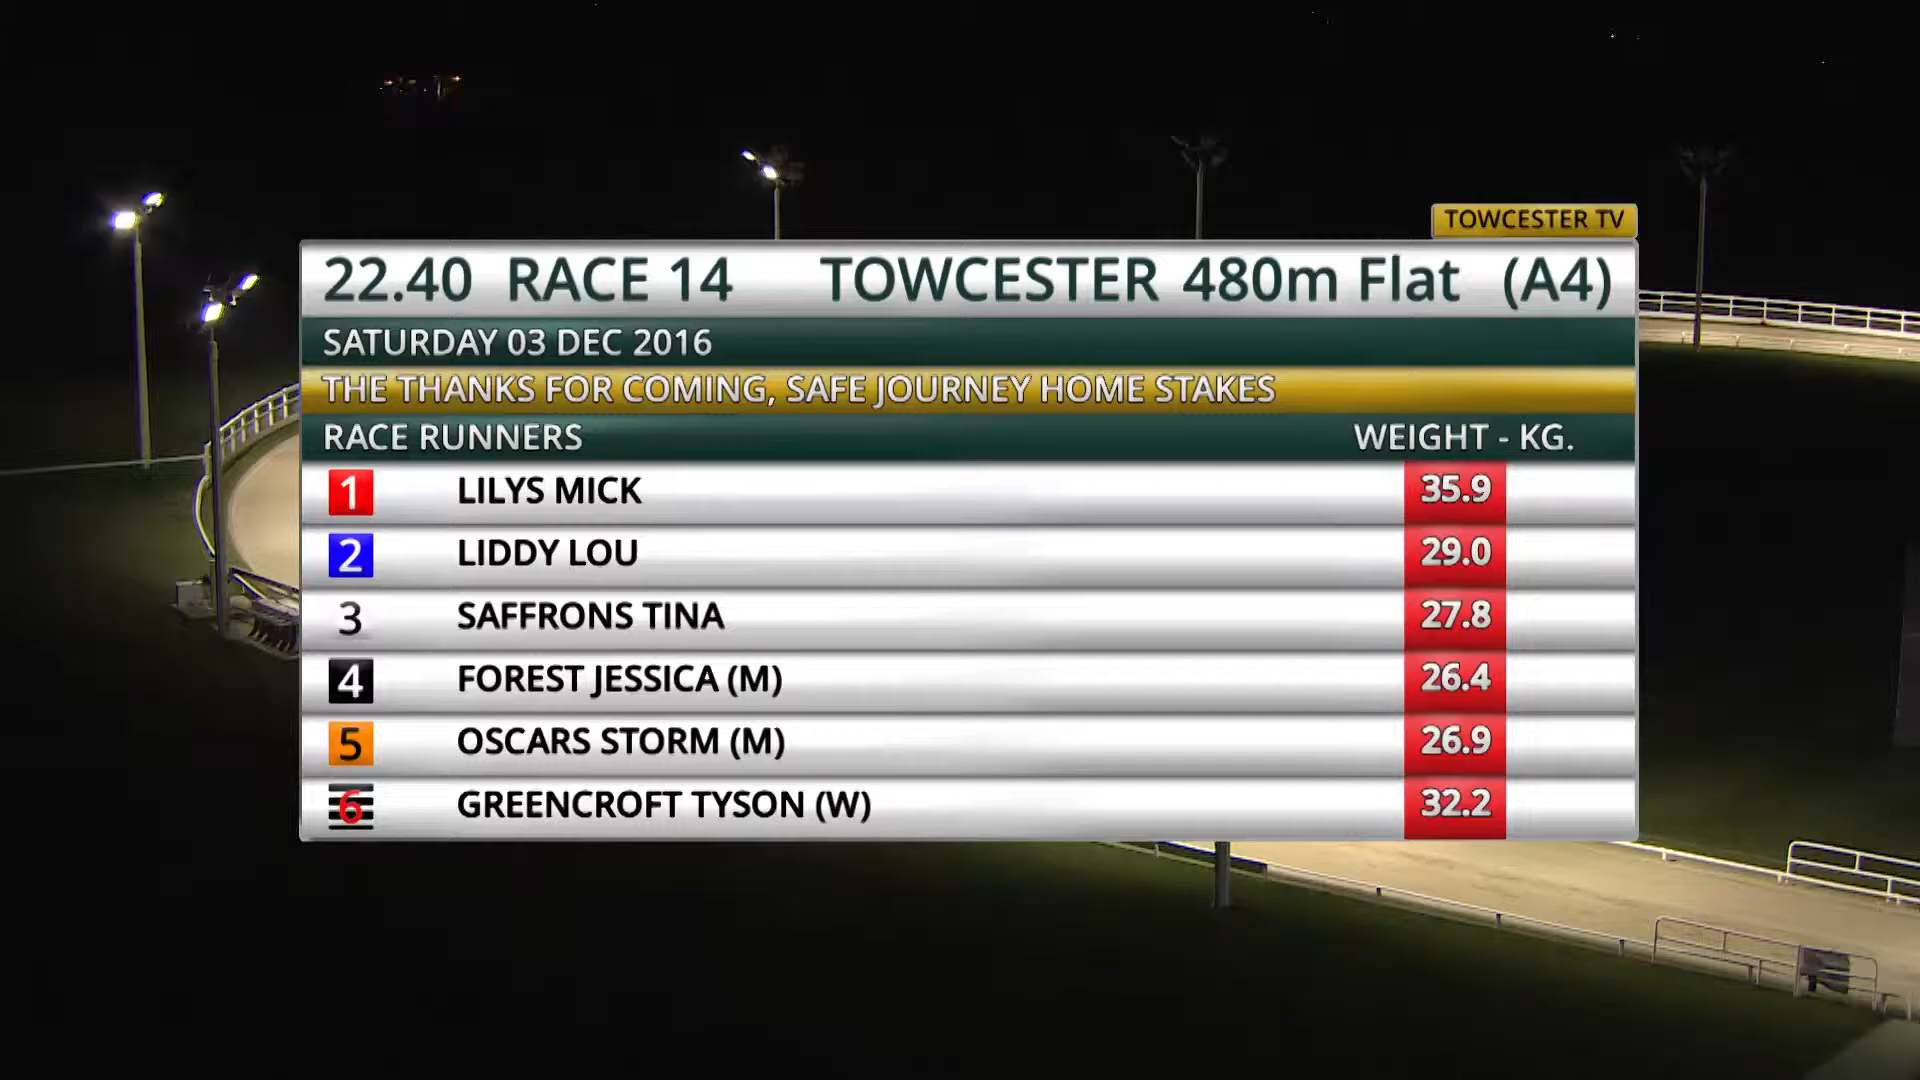 TOWCESTER TV
22.40 RACE 14 TOWCESTER 480m Flat (A4)
SATURDAY 03 DEC 2016
THE THANKS FOR COMING, SAFE JOURNEY HOME STAKES
RACE RUNNERS WEIGHT - KG.
1 LILYS MICK 35.9
2 LIDDY LOU 29.0
3 SAFFRONS TINA 27.8
4 FOREST JESSICA (M) 26.4
5 OSCARS STORM (M) 26.9
6 GREENCROFT TYSON (W) 32.2